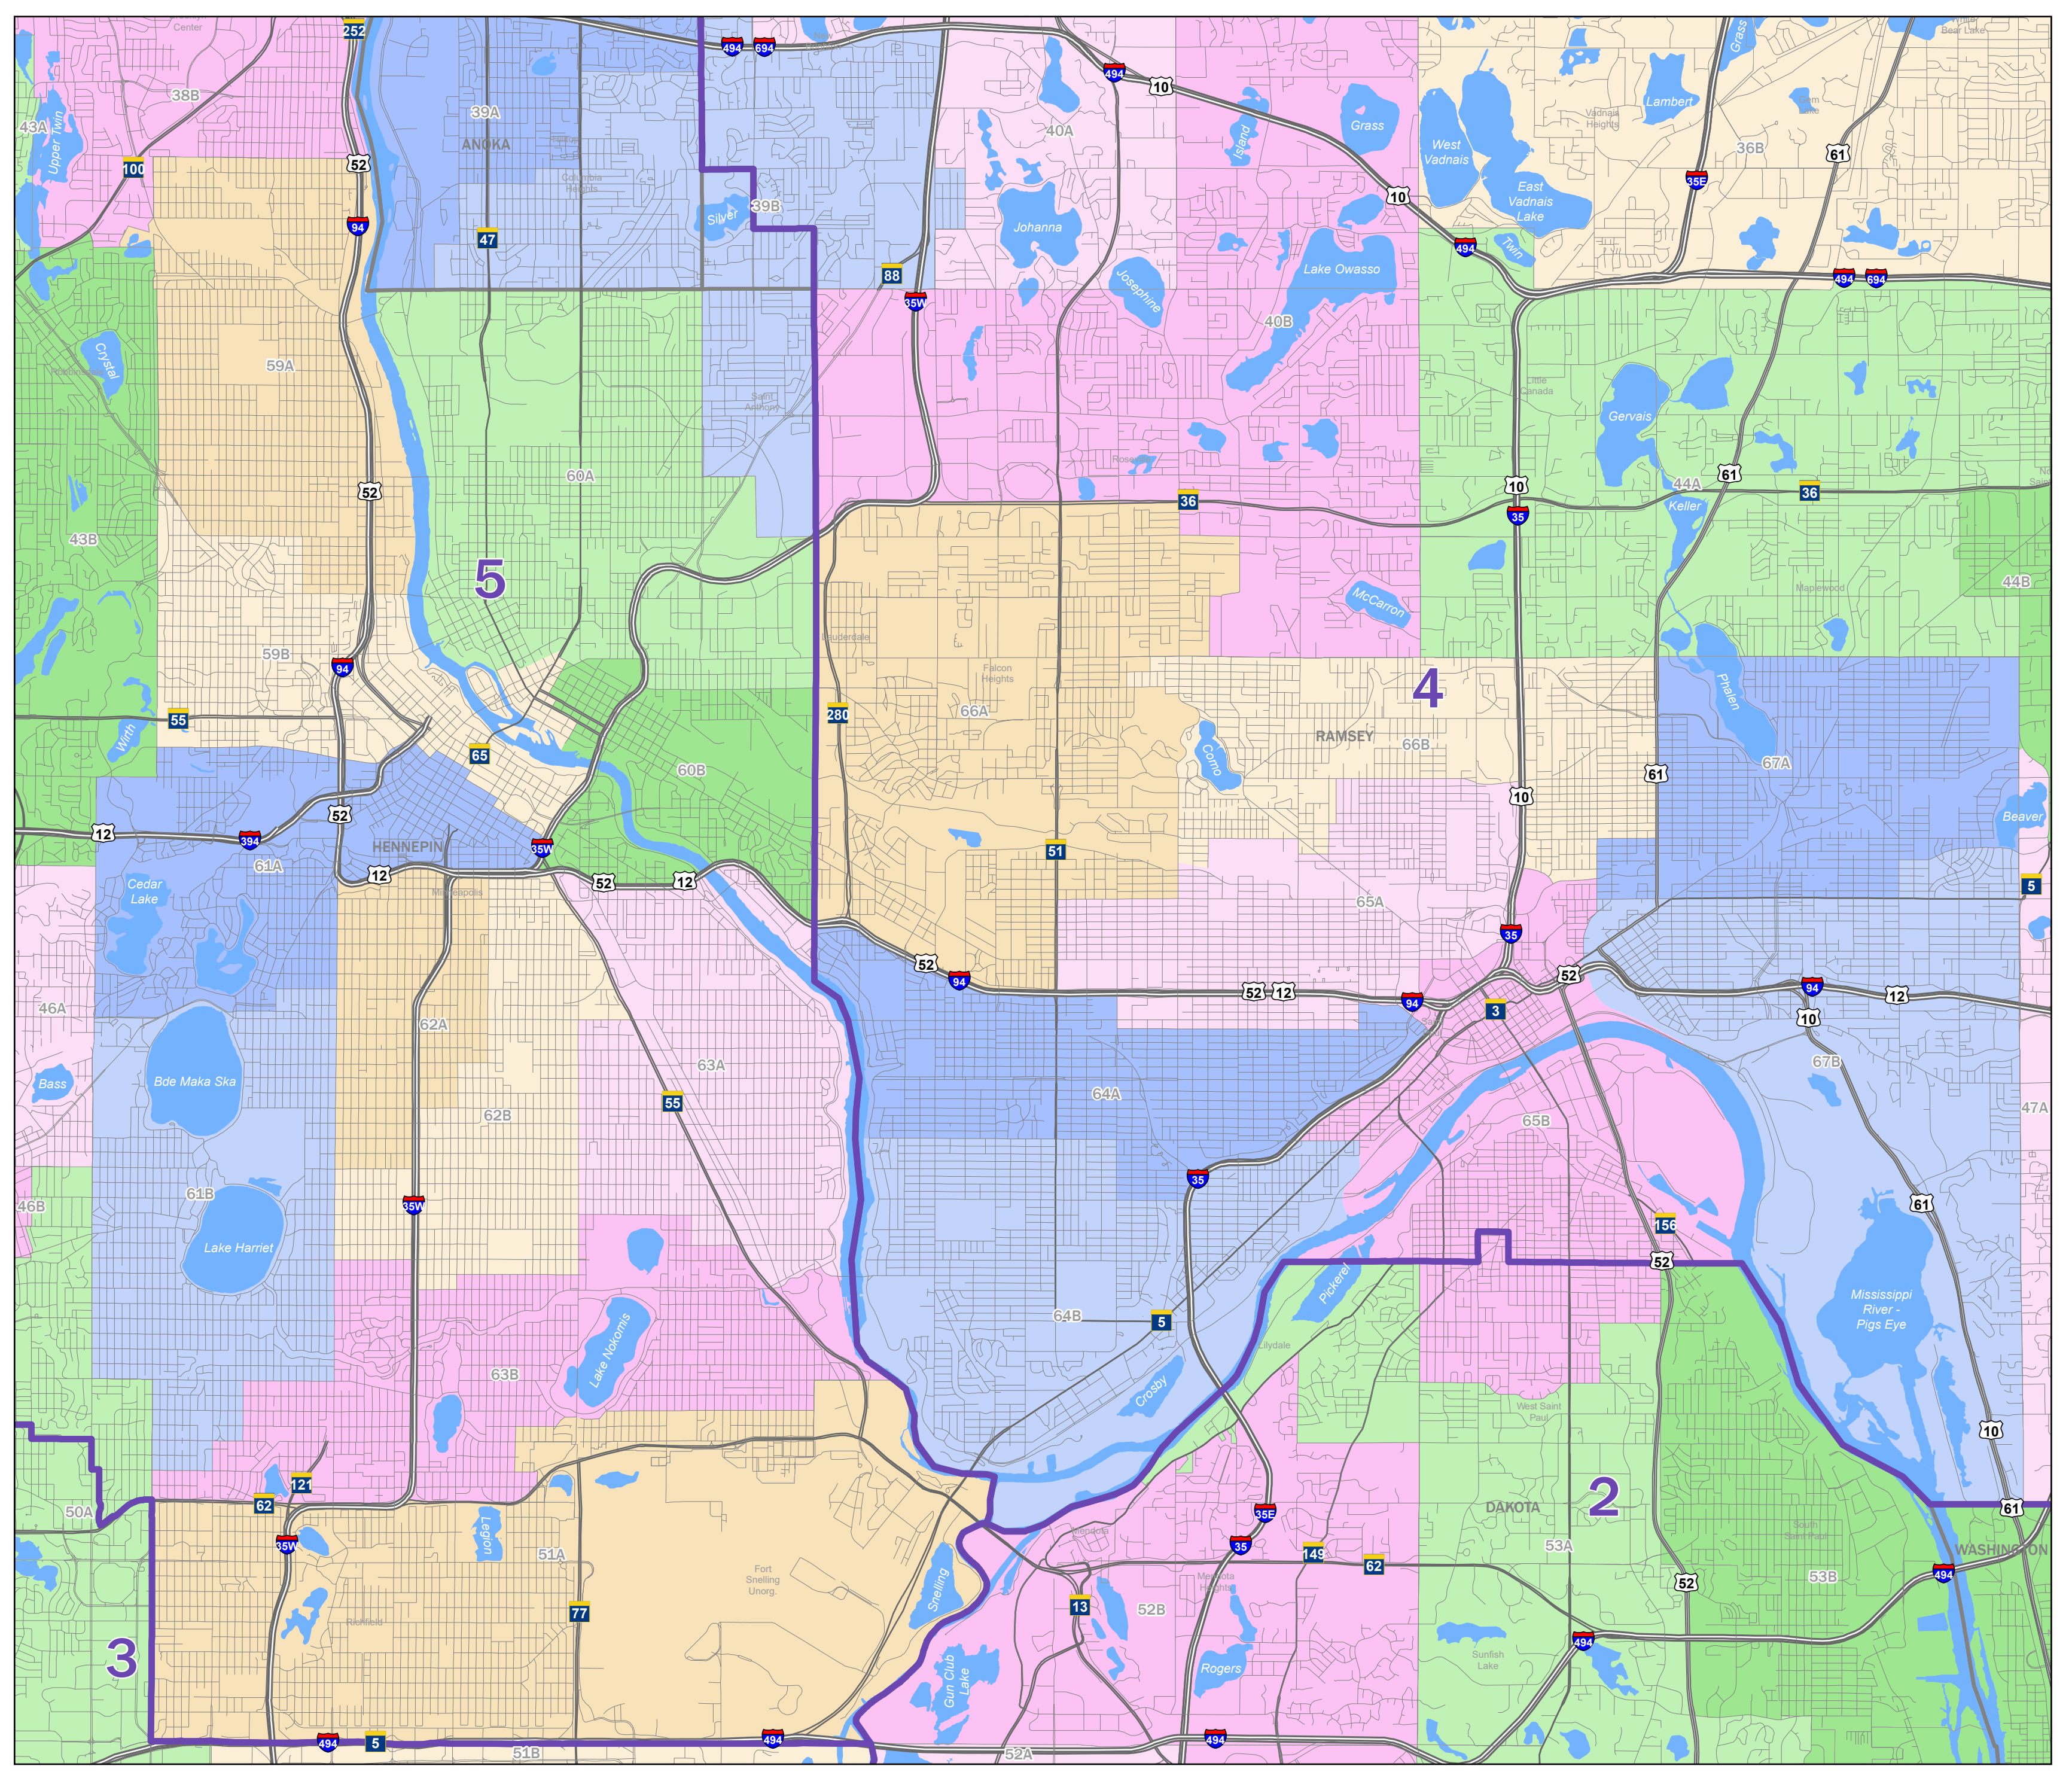 252
Center
494
694
New
Grass
White
Bear Lake
38B
39A
494
10
Lambert
Gem
Lake
43A
Upper Twin
ANOKA
40A
Island
Grass
West
Vadnais
Vadnais
Heights
36B
61
100
52
Columbia
Heights
39B
35E
East
Vadnais
Lake
10
94
47
Silver
Johanna
494
Twin
88
35W
Josephine
Lake Owasso
494
694
40B
Crystal
Robbinsdale
59A
Saint
Anthony
Little
Canada
Gervais
Roseville
60A
61
44A
No
Saint
52
36
10
35
Keller
36
43B
5
44B
Maplewood
McCarron
Lauderdale
59B
94
Falcon
Heights
4
Phalen
55
Wirth
280
66A
RAMSEY
66B
65
Como
67A
60B
61
10
52
Beaver
12
394
HENNEPIN
35W
51
61A
12
52
12
5
Cedar
Lake
Minneapolis
65A
35
52
94
52
12
94
52
94
12
46A
3
10
62A
Bass
Bde Maka Ska
63A
67B
55
62B
64A
65B
47A
46B
61B
35W
35
61
156
Lake Harriet
52
Pickerel
Mississippi
River -
Pigs Eye
64B
5
Lilydale
Lake Nokomis
63B
Crosby
West Saint
Paul
10
121
62
50A
DAKOTA
2
61
35W
Legion
51A
35E
35
Mendota
149
62
53A
South
Saint Paul
WASHINGTON
Fort
Snelling
Unorg.
Snelling
Mendota
Heights
494
53B
52
77
13
52B
Richfield
3
494
Gun Club
Lake
Rogers
Sunfish
Lake
494
5
494
494
51B
52A